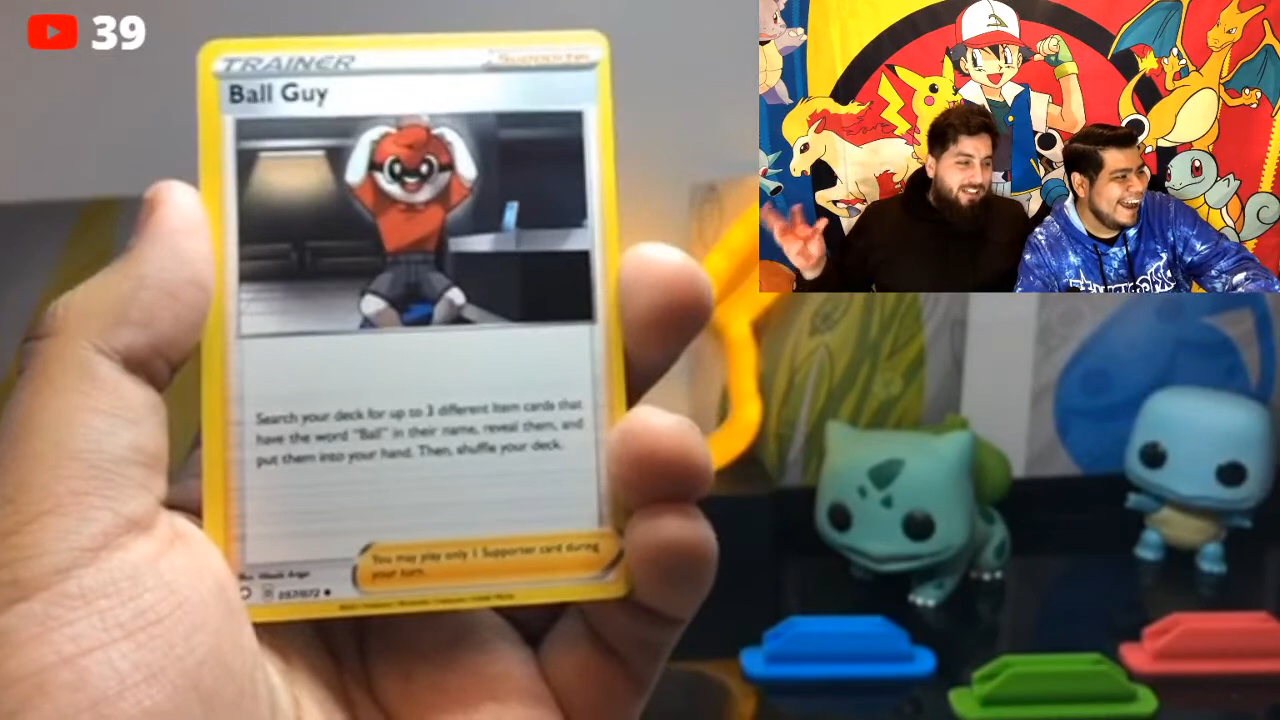 39
TRAINER
Supporter
Ball Guy
Search your deck for up to 3 different Item cards that
have the word "Ball" in their name, reveal them, and
put them into your hand. Then, shuffle your deck.
You may play only 1 Supporter card during
your turn.
057/072